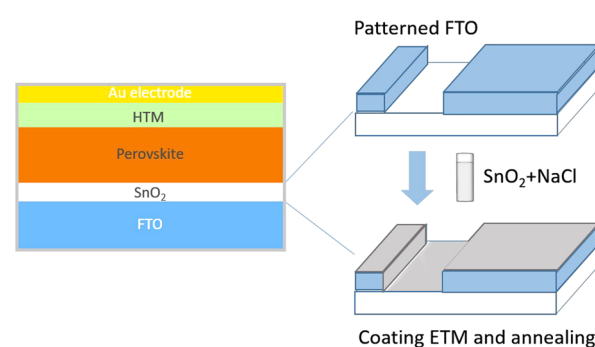 Patterned FTO
Au electrode
HTM
Perovskite
SnO₂
FTO
SnO₂+NaCl
Coating ETM and annealing